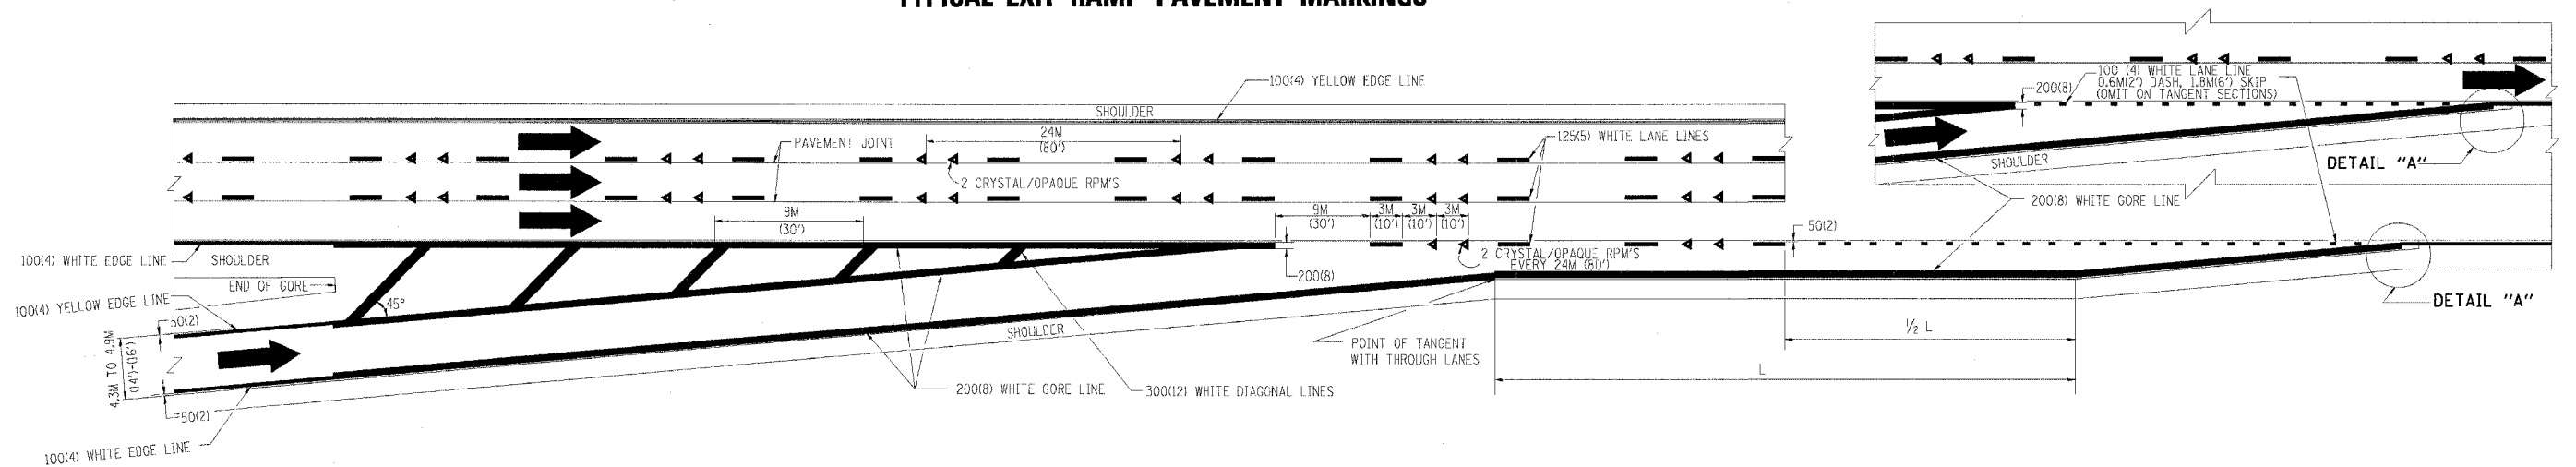 TYPICAL EXIT RAMP PAVEMENT MARKINGS
100(4) YELLOW EDGE LINE
SHOULDER
PAVEMENT JOINT
24M
(80')
125(5) WHITE LANE LINES
2 CRYSTAL/OPAQUE RPM'S
9M
(30')
9M
(30')
3M
(10')
3M
(10')
3M
(10')
100(4) WHITE EDGE LINE
SHOULDER
END OF GORE
100(4) YELLOW EDGE LINE
45°
50(2)
4.3M TO 4.9M
(14')-(16')
50(2)
100(4) WHITE EDGE LINE
200(8)
2 CRYSTAL/OPAQUE RPM'S
EVERY 24M (80')
SHOULDER
200(8) WHITE GORE LINE
300(12) WHITE DIAGONAL LINES
POINT OF TANGENT
WITH THROUGH LANES
50(2)
1/2 L
L
100 (4) WHITE LANE LINE
0.6M(2') DASH, 1.8M(6') SKIP
(OMIT ON TANGENT SECTIONS)
200(8)
SHOULDER
DETAIL "A"
200(8) WHITE GORE LINE
DETAIL "A"